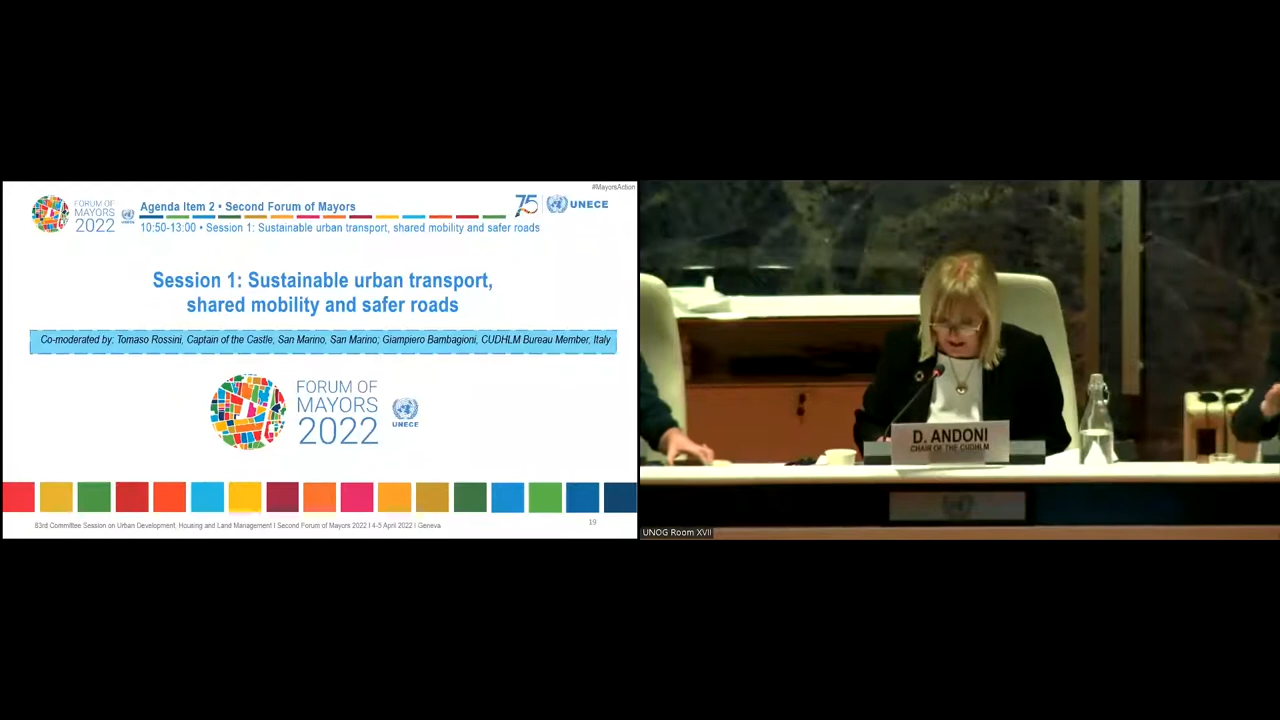 #MayorsAction
FORUM OF
MAYORS
2022
UNECE
Agenda Item 2 • Second Forum of Mayors
10:50-13:00 • Session 1: Sustainable urban transport, shared mobility and safer roads
75
UNECE
Session 1: Sustainable urban transport,
shared mobility and safer roads
Co-moderated by: Tomaso Rossini, Captain of the Castle, San Marino, San Marino; Giampiero Bambagioni, CUDHLM Bureau Member, Italy
FORUM OF
MAYORS
2022
UNECE
83rd Committee Session on Urban Development, Housing and Land Management I Second Forum of Mayors 2022 I 4-5 April 2022 I Geneva
19
D. ANDONI
CHAIR OF THE CUDHLM
UNOG Room XVII